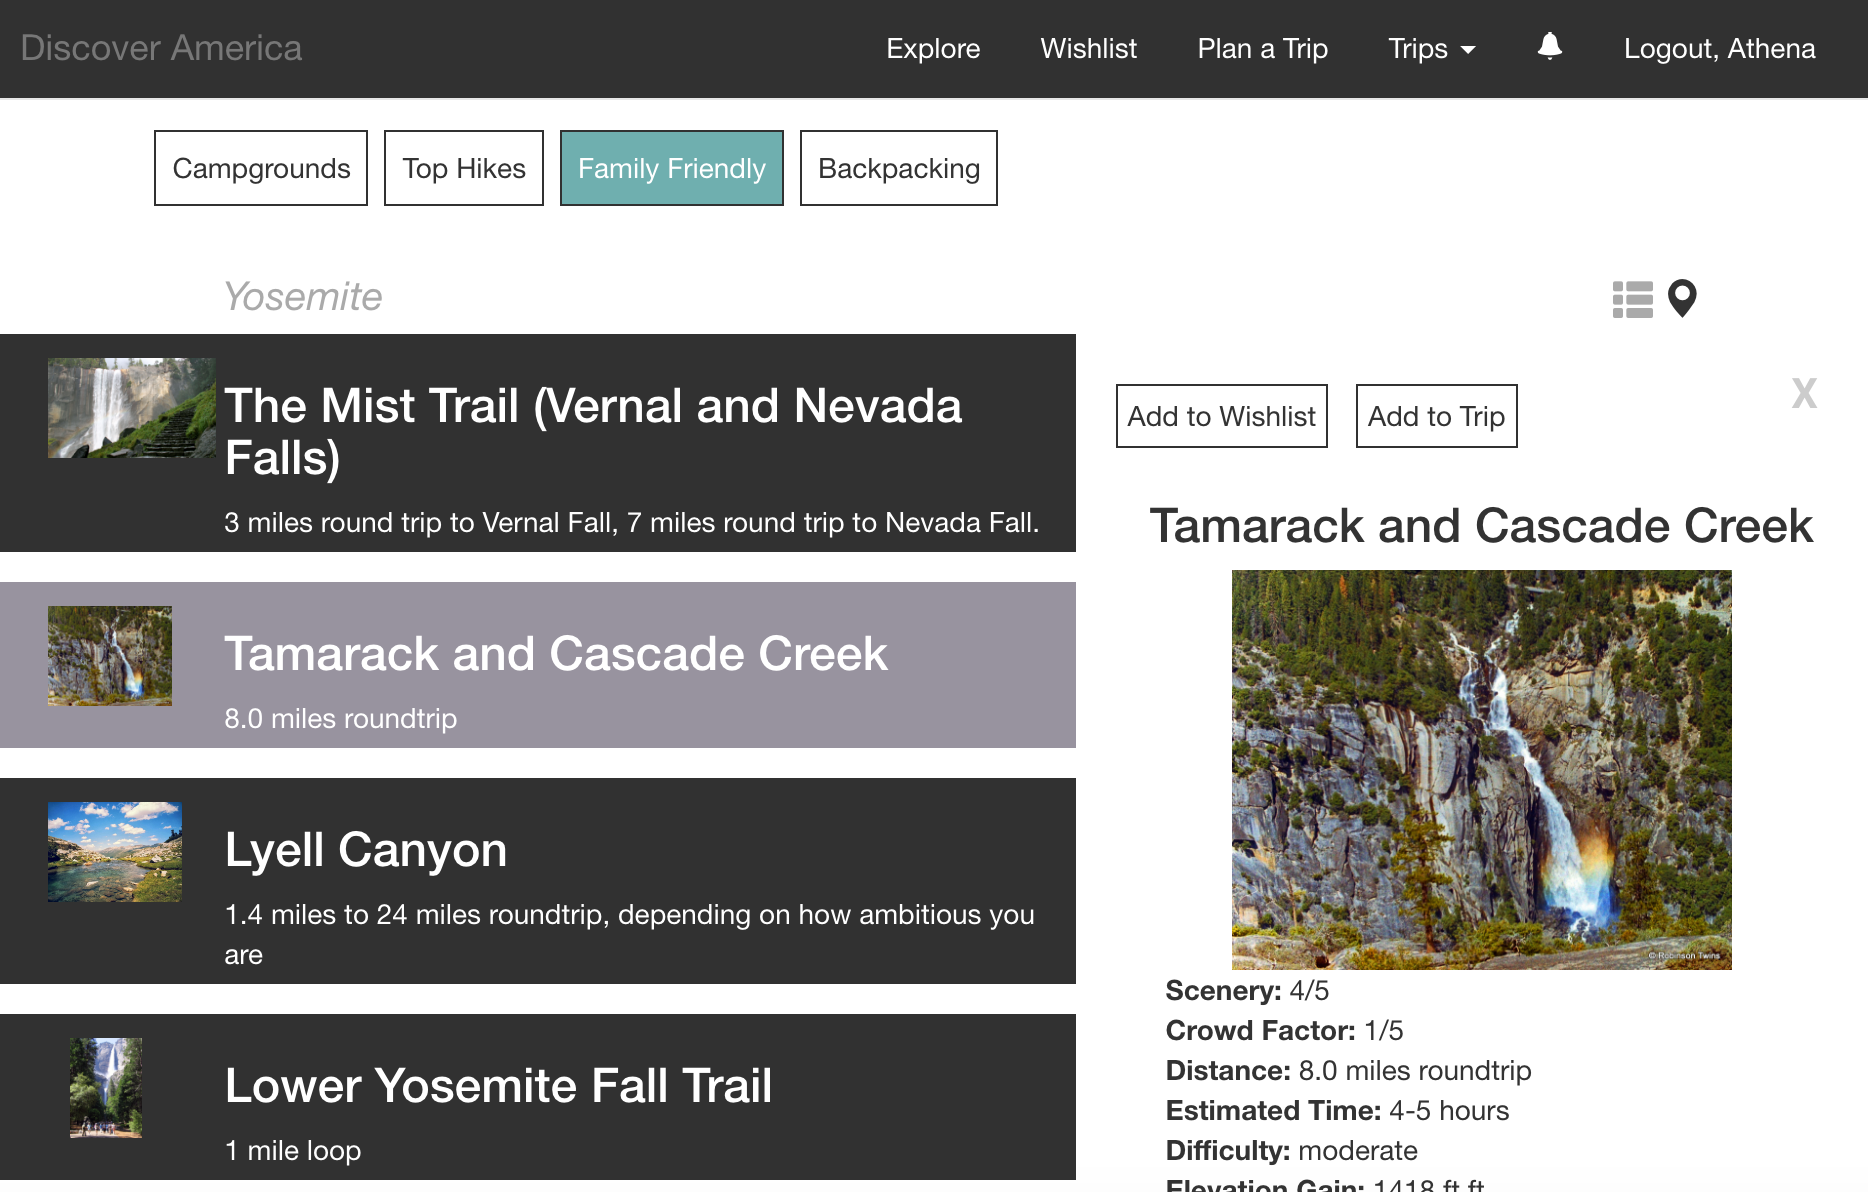 Discover America
Explore
Wishlist
Plan a Trip
Trips
Logout, Athena
Campgrounds
Top Hikes
Family Friendly
Backpacking
Yosemite
The Mist Trail (Vernal and Nevada
Falls)
3 miles round trip to Vernal Fall, 7 miles round trip to Nevada Fall.
Tamarack and Cascade Creek
8.0 miles roundtrip
Lyell Canyon
1.4 miles to 24 miles roundtrip, depending on how ambitious you
are
Lower Yosemite Fall Trail
1 mile loop
Add to Wishlist
Add to Trip
X
Tamarack and Cascade Creek
© Robinson Twins
Scenery: 4/5
Crowd Factor: 1/5
Distance: 8.0 miles roundtrip
Estimated Time: 4-5 hours
Difficulty: moderate
Elevation Gain: 1418 ft ft